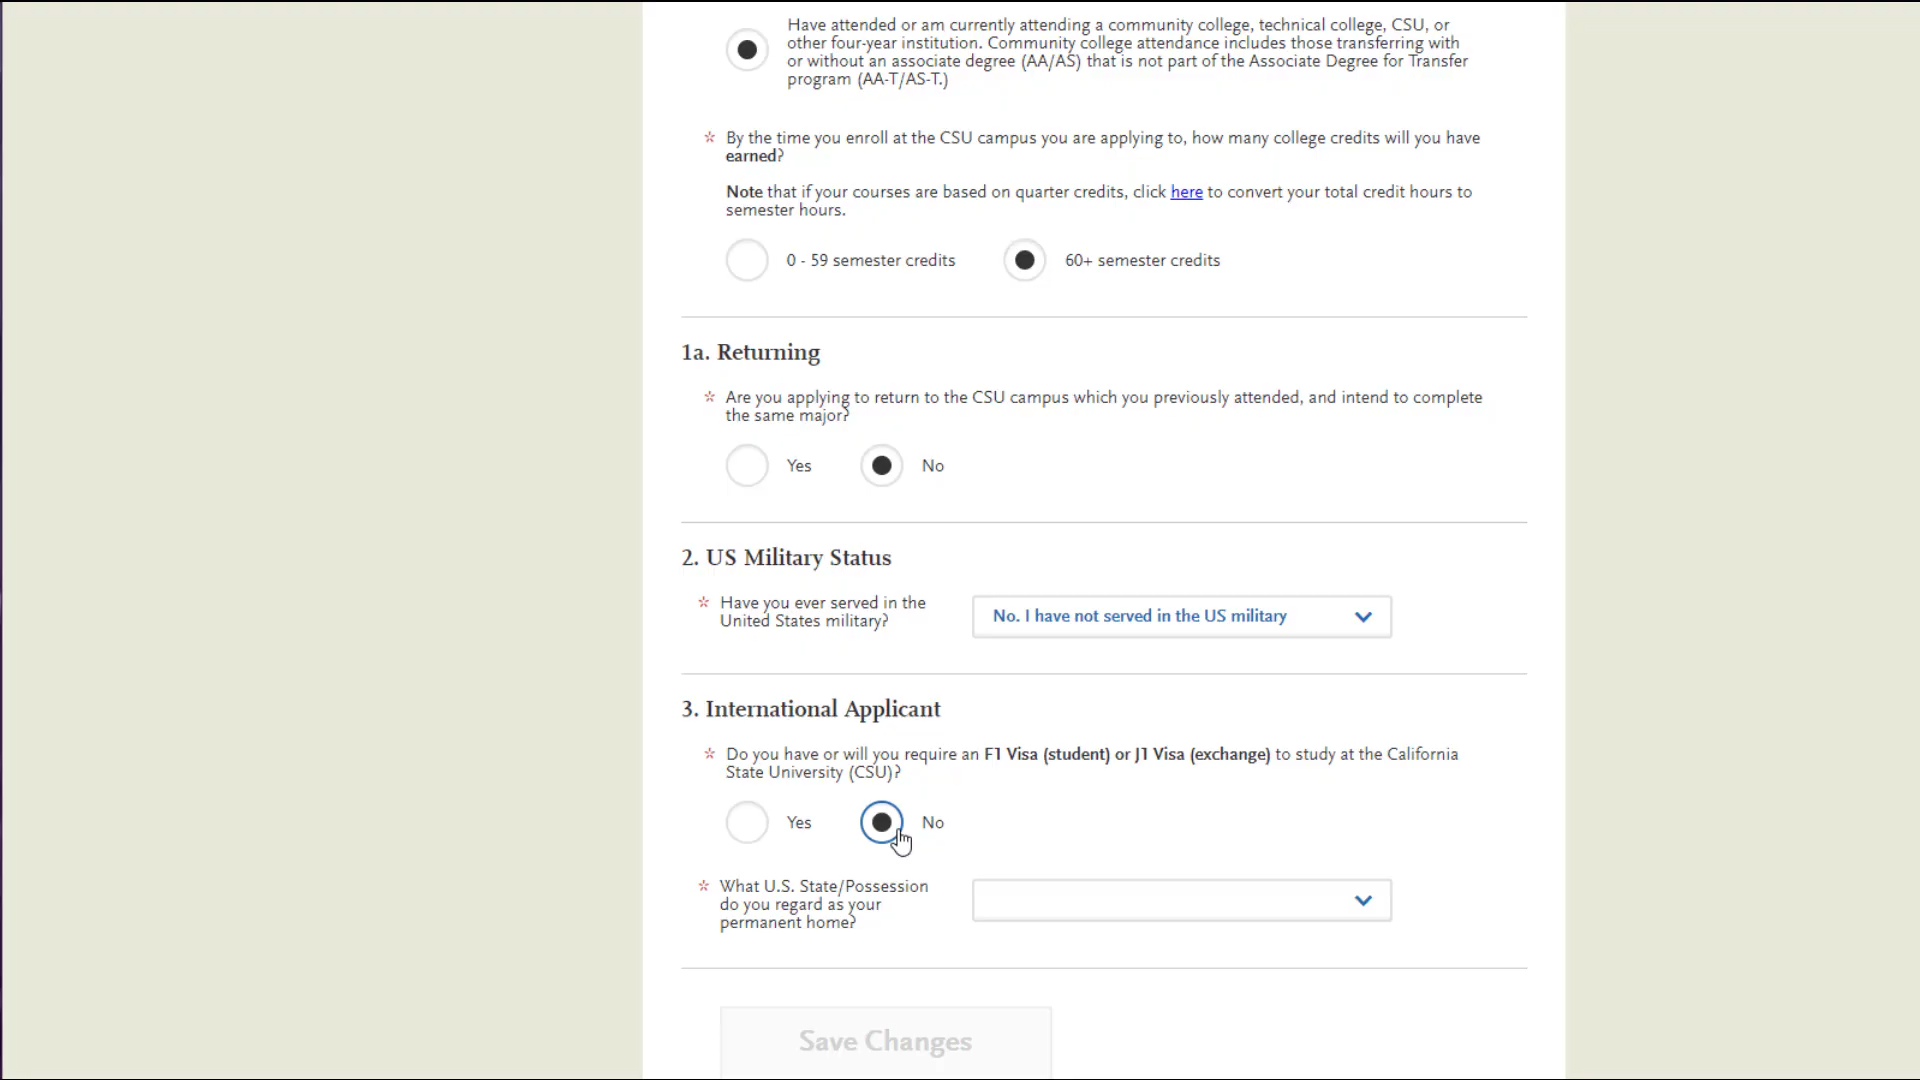 Have attended or am currently attending a community college, technical college, CSU, or
other four-year institution. Community college attendance includes those transferring with
or without an associate degree (AA/AS) that is not part of the Associate Degree for Transfer
program (AA-T/AS-T.)
* By the time you enroll at the CSU campus you are applying to, how many college credits will you have
earned?
Note that if your courses are based on quarter credits, click here to convert your total credit hours to
semester hours.
0 - 59 semester credits 60+ semester credits
1a. Returning
* Are you applying to return to the CSU campus which you previously attended, and intend to complete
the same major?
Yes No
2. US Military Status
* Have you ever served in the
United States military?
No. I have not served in the US military
3. International Applicant
* Do you have or will you require an F1 Visa (student) or J1 Visa (exchange) to study at the California
State University (CSU)?
Yes No
* What U.S. State/Possession
do you regard as your
permanent home?
Save Changes